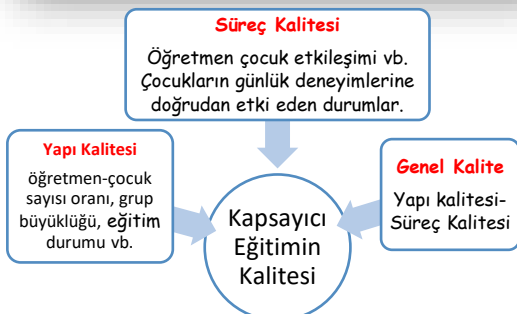 Süreç Kalitesi
Öğretmen çocuk etkileşimi vb.
Çocukların günlük deneyimlerine
doğrudan etki eden durumlar.
Yapı Kalitesi
öğretmen-çocuk
sayısı oranı, grup
büyüklüğü, eğitim
durumu vb.
Genel Kalite
Yapı kalitesi-
Süreç Kalitesi
Kapsayıcı
Eğitimin
Kalitesi